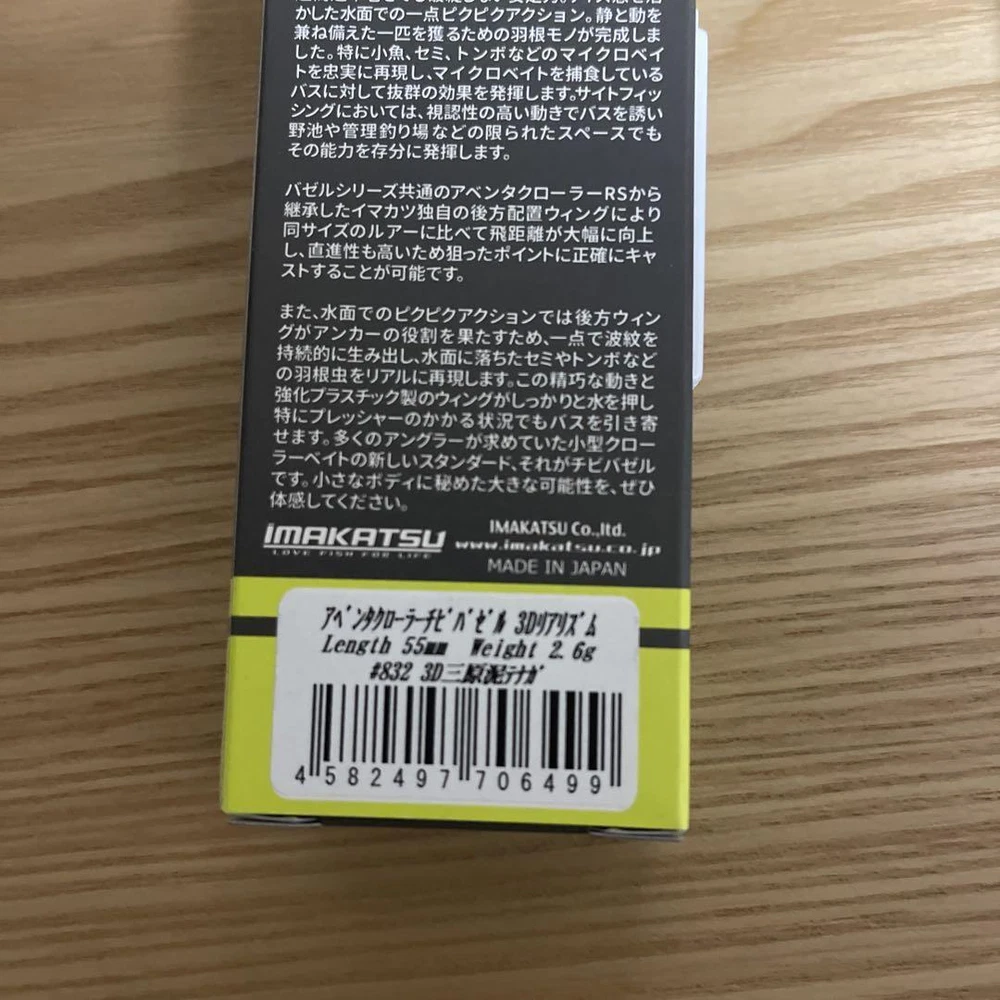 かした水面での一点ピクピクアクション。静と動を
兼ね備えた一匹を獲るための羽根モノが完成しま
した。特に小魚、セミ、トンボなどのマイクロベイ
トを忠実に再現し、マイクロベイトを捕食している
バスに対して抜群の効果を発揮します。サイトフィッ
シングにおいては、視認性の高い動きでバスを誘い
野池や管理釣り場などの限られたスペースでも
その能力を存分に発揮します。
バゼルシリーズ共通のアベンタクローラーRSから
継承したイマカツ独自の後方配置ウィングにより
同サイズのルアーに比べて飛距離が大幅に向上
し、直進性も高いため狙ったポイントに正確にキャ
ストすることが可能です。
また、水面でのピクピクアクションでは後方ウィン
グがアンカーの役割を果たすため、一点で波紋を
持続的に生み出し、水面に落ちたセミやトンボなど
の羽根虫をリアルに再現します。この精巧な動きと
強化プラスチック製のウィングがしっかりと水を押し
特にプレッシャーのかかる状況でもバスを引き寄
せます。多くのアングラーが求めていた小型クロー
ラーベイトの新しいスタンダード、それがチビバゼル
です。小さなボディに秘めた大きな可能性を、ぜひ
体感してください。
IMAKATSU
LOVE FISH FOR LIFE
IMAKATSU Co.,ltd.
www.imakatsu.co.jp
MADE IN JAPAN
ｱﾍﾞﾝﾀｸﾛｰﾗｰﾁﾋﾞﾊﾞｾﾞﾙ 3Dﾘｱﾘｽﾞﾑ
Length 55mm Weight 2.6g
#832 3D三原泥ﾃﾅｶﾞ
4 582497 706499